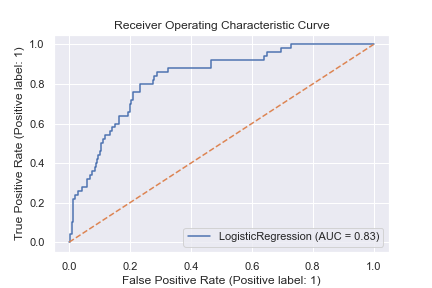 Receiver Operating Characteristic Curve
True Positive Rate (Positive label: 1)
1.0
0.8
0.6
0.4
0.2
0.0
LogisticRegression (AUC = 0.83)
0.0 0.2 0.4 0.6 0.8 1.0
False Positive Rate (Positive label: 1)